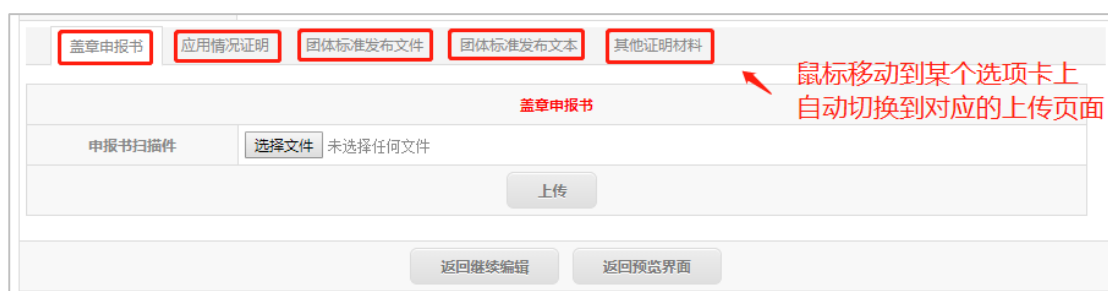 盖章申报书 应用情况证明 团体标准发布文件 团体标准发布文本 其他证明材料
鼠标移动到某个选项卡上
自动切换到对应的上传页面
盖章申报书
申报书扫描件 选择文件 未选择任何文件
上传
返回继续编辑 返回预览界面